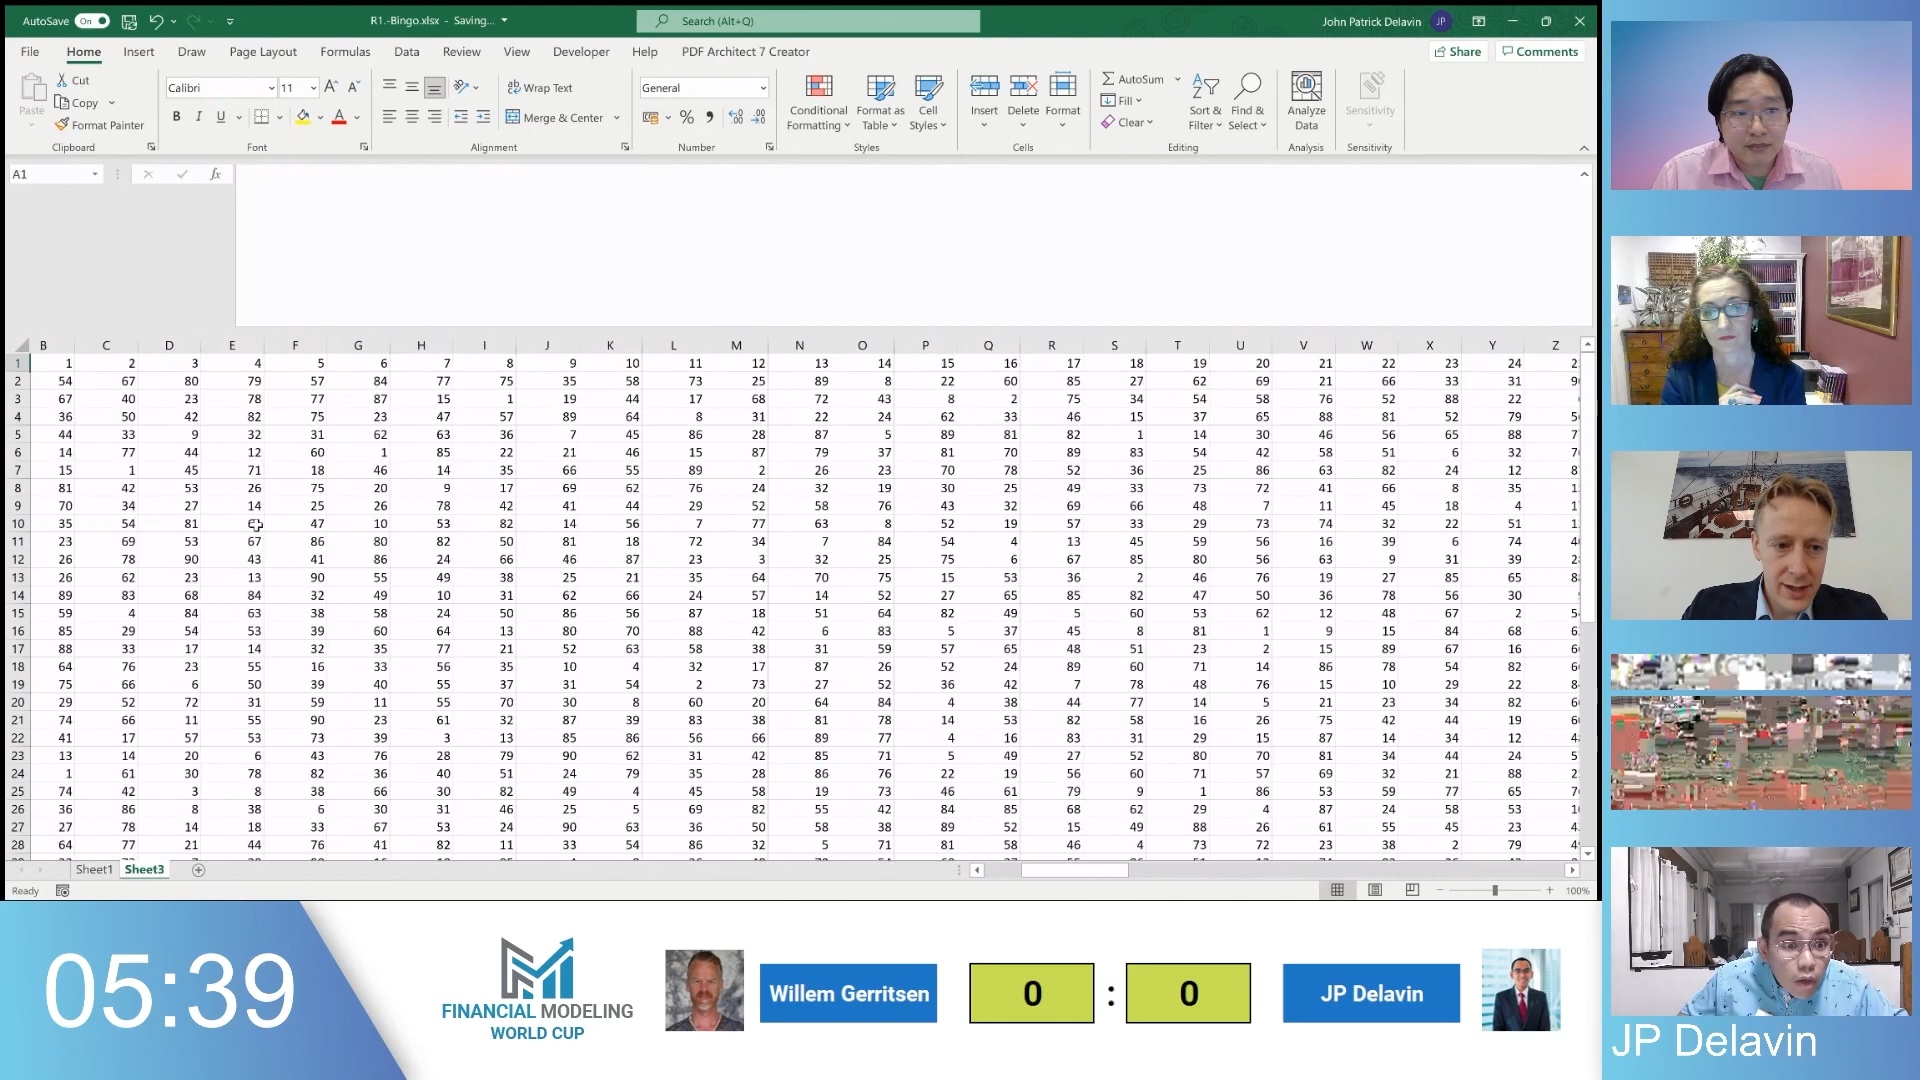 AutoSave On R1.-Bingo.xlsx - Saving... Search (Alt+Q) John Patrick Delavin JP
File Home Insert Draw Page Layout Formulas Data Review View Developer Help PDF Architect 7 Creator Share Comments
Paste Cut Copy Format Painter Calibri 11 B I U A Wrap Text Merge & Center General % Conditional Formatting Format as Table Cell Styles Insert Delete Format AutoSum Fill Clear Sort & Filter Find & Select Analyze Data Sensitivity
Clipboard Font Alignment Number Styles Cells Editing Analysis Sensitivity
A1 fx
B C D E F G H I J K L M N O P Q R S T U V W X Y Z
1 1 2 3 4 5 6 7 8 9 10 11 12 13 14 15 16 17 18 19 20 21 22 23 24
2 54 67 80 79 57 84 77 75 35 58 73 25 89 8 22 60 85 27 62 69 21 66 33 31
3 67 40 23 78 77 87 15 1 19 44 17 68 72 43 8 2 75 34 54 58 76 52 88 22
4 36 50 42 82 75 23 47 57 89 64 8 31 22 24 62 33 46 15 37 65 88 81 52 79
5 44 33 9 32 31 62 63 36 7 45 86 28 87 5 89 81 82 1 14 30 46 56 65 88
6 14 77 44 12 60 1 85 22 21 46 15 87 79 37 81 70 89 83 54 42 58 51 6 32
7 15 1 45 71 18 46 14 35 66 55 89 2 26 23 70 78 52 36 25 86 63 82 24 12
8 81 42 53 26 75 20 9 17 69 62 76 24 32 19 30 25 49 33 73 72 41 66 8 35
9 70 34 27 14 25 26 78 42 41 44 29 52 58 76 43 32 69 66 48 7 11 45 18 4
10 35 54 81 47 10 53 82 14 56 7 77 63 8 52 19 57 33 29 73 74 32 22 51
11 23 69 53 67 86 80 82 50 81 18 72 34 7 84 54 4 13 45 59 56 16 39 6 74
12 26 78 90 43 41 86 24 66 46 87 23 3 32 25 75 6 67 85 80 56 63 9 31 39
13 26 62 23 13 90 55 49 38 25 21 35 64 70 75 15 53 36 2 46 76 19 27 85 65
14 89 83 68 84 32 49 10 31 62 66 24 57 14 52 27 65 85 82 47 50 36 78 56 30
15 59 4 84 63 38 58 24 50 86 56 87 18 51 64 82 49 5 60 53 62 12 48 67 2
16 85 29 54 53 39 60 64 13 80 70 88 42 6 83 5 37 45 8 81 1 9 15 84 68
17 88 33 17 14 32 35 77 21 52 63 58 38 31 59 57 65 48 51 23 2 15 89 67 16
18 64 76 23 55 16 33 56 35 10 4 32 17 87 26 52 24 89 60 71 14 86 78 54 82
19 75 66 6 50 39 40 55 37 31 54 2 73 27 52 36 42 7 78 48 76 15 10 29 22
20 29 52 72 31 59 11 55 70 30 8 60 20 64 84 4 38 44 77 14 5 21 23 34 82
21 74 66 11 55 90 23 61 32 87 39 83 38 81 78 14 53 82 58 16 26 75 42 44 19
22 41 17 57 53 73 39 3 13 85 86 56 66 89 77 4 16 83 31 29 15 87 14 34 12
23 13 14 20 6 43 76 28 79 90 62 31 42 85 71 5 49 27 52 80 70 81 34 44 24
24 1 61 30 78 82 36 40 51 24 79 35 28 86 76 22 19 56 60 71 57 69 32 21 88
25 74 42 3 8 38 66 30 82 49 4 45 58 19 73 46 61 79 9 1 86 53 59 77 65
26 36 86 8 38 6 30 31 46 25 5 69 82 55 42 84 85 68 62 29 4 87 24 58 53
27 27 78 14 18 33 67 53 24 90 63 36 50 58 38 89 52 15 49 88 26 61 55 45 23
28 64 77 21 44 76 41 82 11 33 54 86 32 5 71 81 58 46 4 73 72 23 38 2 79
Sheet1 Sheet3
Ready 100%
05:39
FINANCIAL MODELING
WORLD CUP
Willem Gerritsen 0 : 0 JP Delavin
JP Delavin